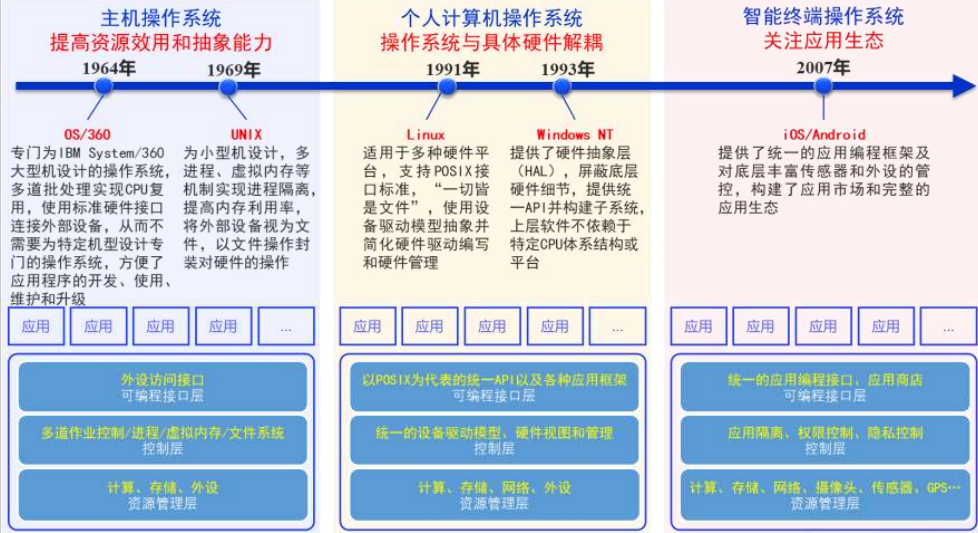 主机操作系统
提高资源效用和抽象能力
1964年
1969年
OS/360
专门为IBM System/360
大型机设计的操作系统,
多道批处理实现CPU复
用，使用标准硬件接口
连接外部设备，从而不
需要为特定机型设计专
门的操作系统，方便了
应用程序的开发、使用、
维护和升级
UNIX
为小型机设计，多
进程、虚拟内存等
机制实现进程隔离,
提高内存利用率，
将外部设备视为文
件，以文件操作封
装对硬件的操作
应用
应用
应用
应用
...
外设访问接口
可编程接口层
多道作业控制/进程/虚拟内存/文件系统
控制层
计算、存储、外设
资源管理层
个人计算机操作系统
操作系统与具体硬件解耦
1991年
1993年
Linux
适用于多种硬件平
台，支持POSIX接
口标准，“一切皆
是文件”，使用设
备驱动模型抽象并
简化硬件驱动编写
和硬件管理
Windows NT
提供了硬件抽象层
（HAL），屏蔽底层
硬件细节，提供统
一API并构建子系统,
上层软件不依赖于
特定CPU体系结构或
平台
应用
应用
应用
应用
...
以POSIX为代表的统一API以及各种应用框架
可编程接口层
统一的设备驱动模型、硬件视图和管理
控制层
计算、存储、网络、外设
资源管理层
智能终端操作系统
关注应用生态
2007年
iOS/Android
提供了统一的应用编程框架及
对底层丰富传感器和外设的管
控，构建了应用市场和完整的
应用生态
应用
应用
应用
应用
...
统一的应用编程接口、应用商店
可编程接口层
应用隔离、权限控制、隐私控制
控制层
计算、存储、网络、摄像头、传感器、GPS…
资源管理层